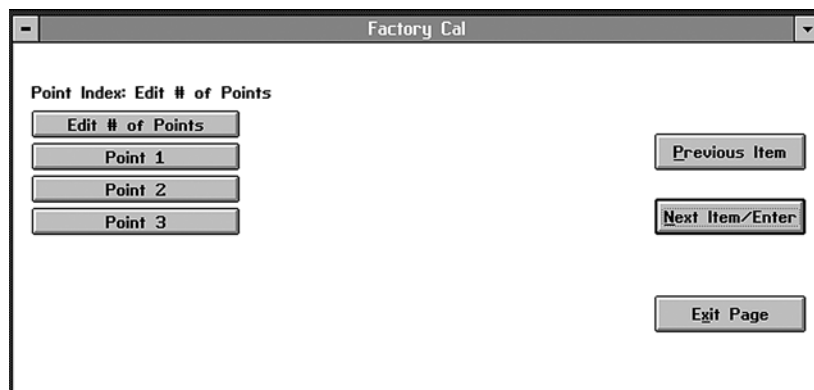 Factory Cal
Point Index: Edit # of Points
Edit # of Points
Point 1
Point 2
Point 3
Previous Item
Next Item/Enter
Exit Page